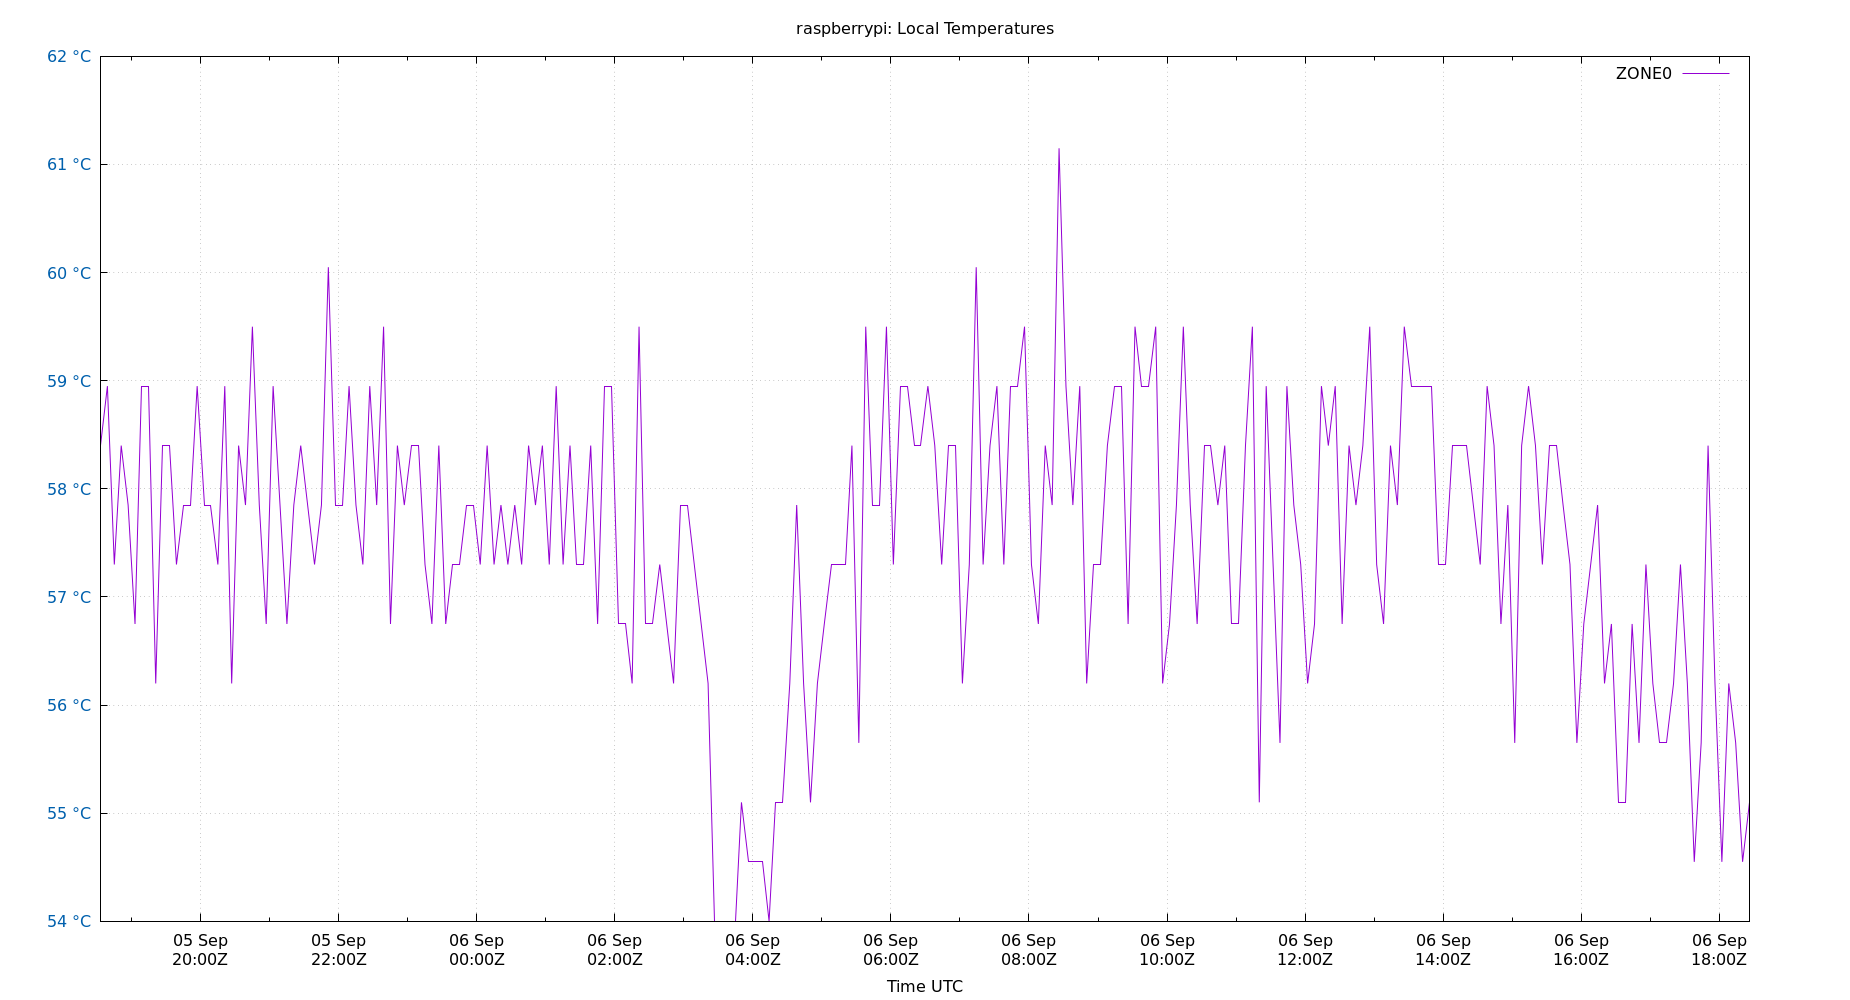 raspberrypi: Local Temperatures
62 °C
ZONE0
61 °C
60 °C
59 °C
58 °C
57 °C
56 °C
55 °C
54 °C
05 Sep 05 Sep 06 Sep 06 Sep 06 Sep 06 Sep 06 Sep 06 Sep 06 Sep 06 Sep 06 Sep 06 Sep
20:00Z 22:00Z 00:00Z 02:00Z 04:00Z 06:00Z 08:00Z 10:00Z 12:00Z 14:00Z 16:00Z 18:00Z
Time UTC